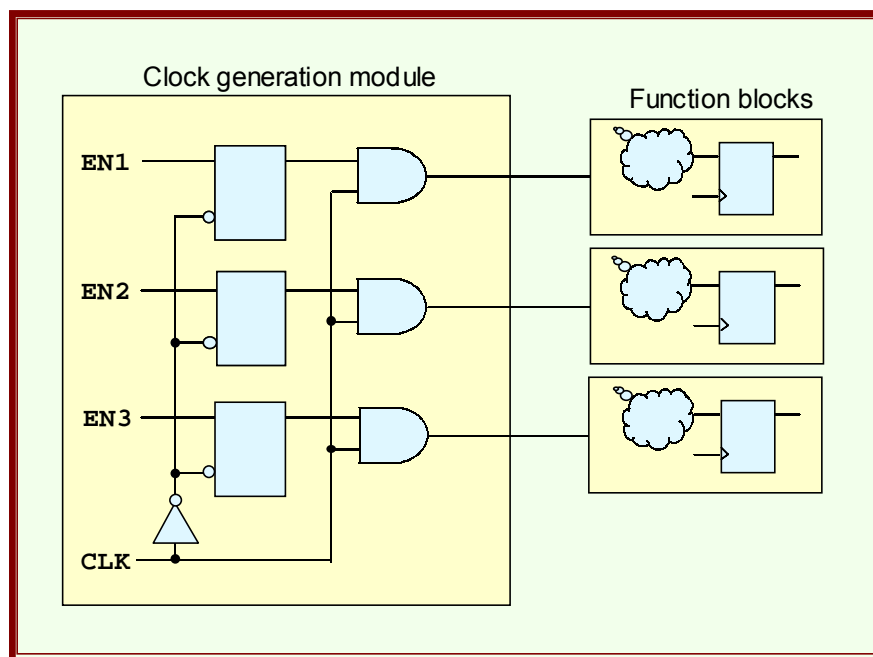 Clock generation module
Function blocks
EN1
EN2
EN3
CLK